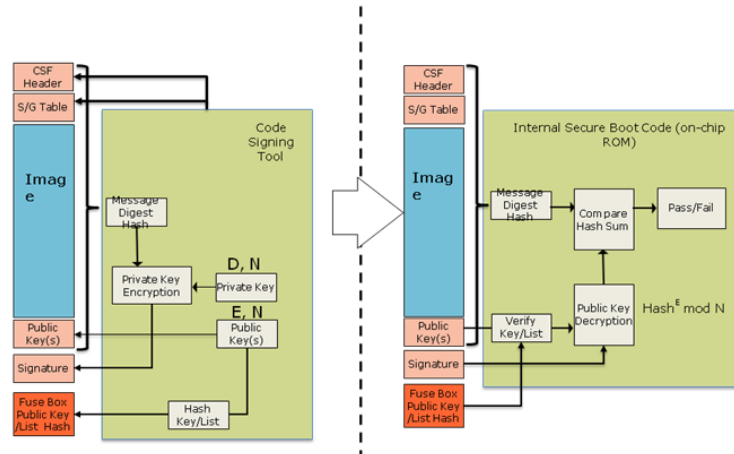 CSF
Header
S/G Table
Imag
e
Public
Key(s)
Signature
Fuse Box
Public Key
/List Hash
Code
Signing
Tool
Message
Digest
Hash
Private Key
Encryption
D, N
Private Key
E, N
Public
Key(s)
Hash
Key/List
CSF
Header
S/G Table
Imag
e
Public
Key(s)
Signature
Fuse Box
Public Key
/List Hash
Internal Secure Boot Code (on-chip
ROM)
Message
Digest
Hash
Compare
Hash Sum
Pass/Fail
Verify
Key/List
Public Key
Decryption
Hash^E mod N